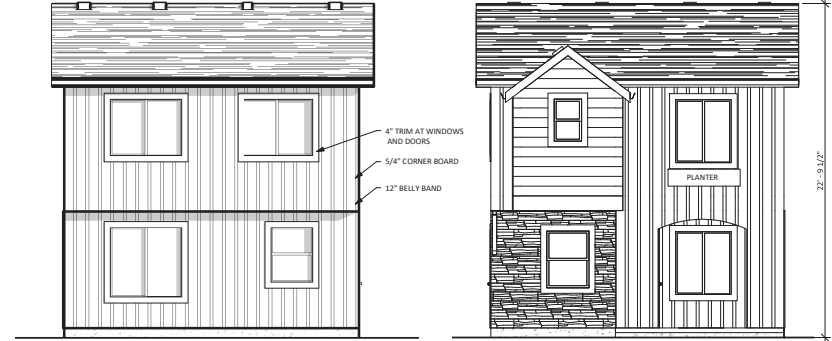 4" TRIM AT WINDOWS
AND DOORS
5/4" CORNER BOARD
12" BELLY BAND
PLANTER
22' - 9 1/2"